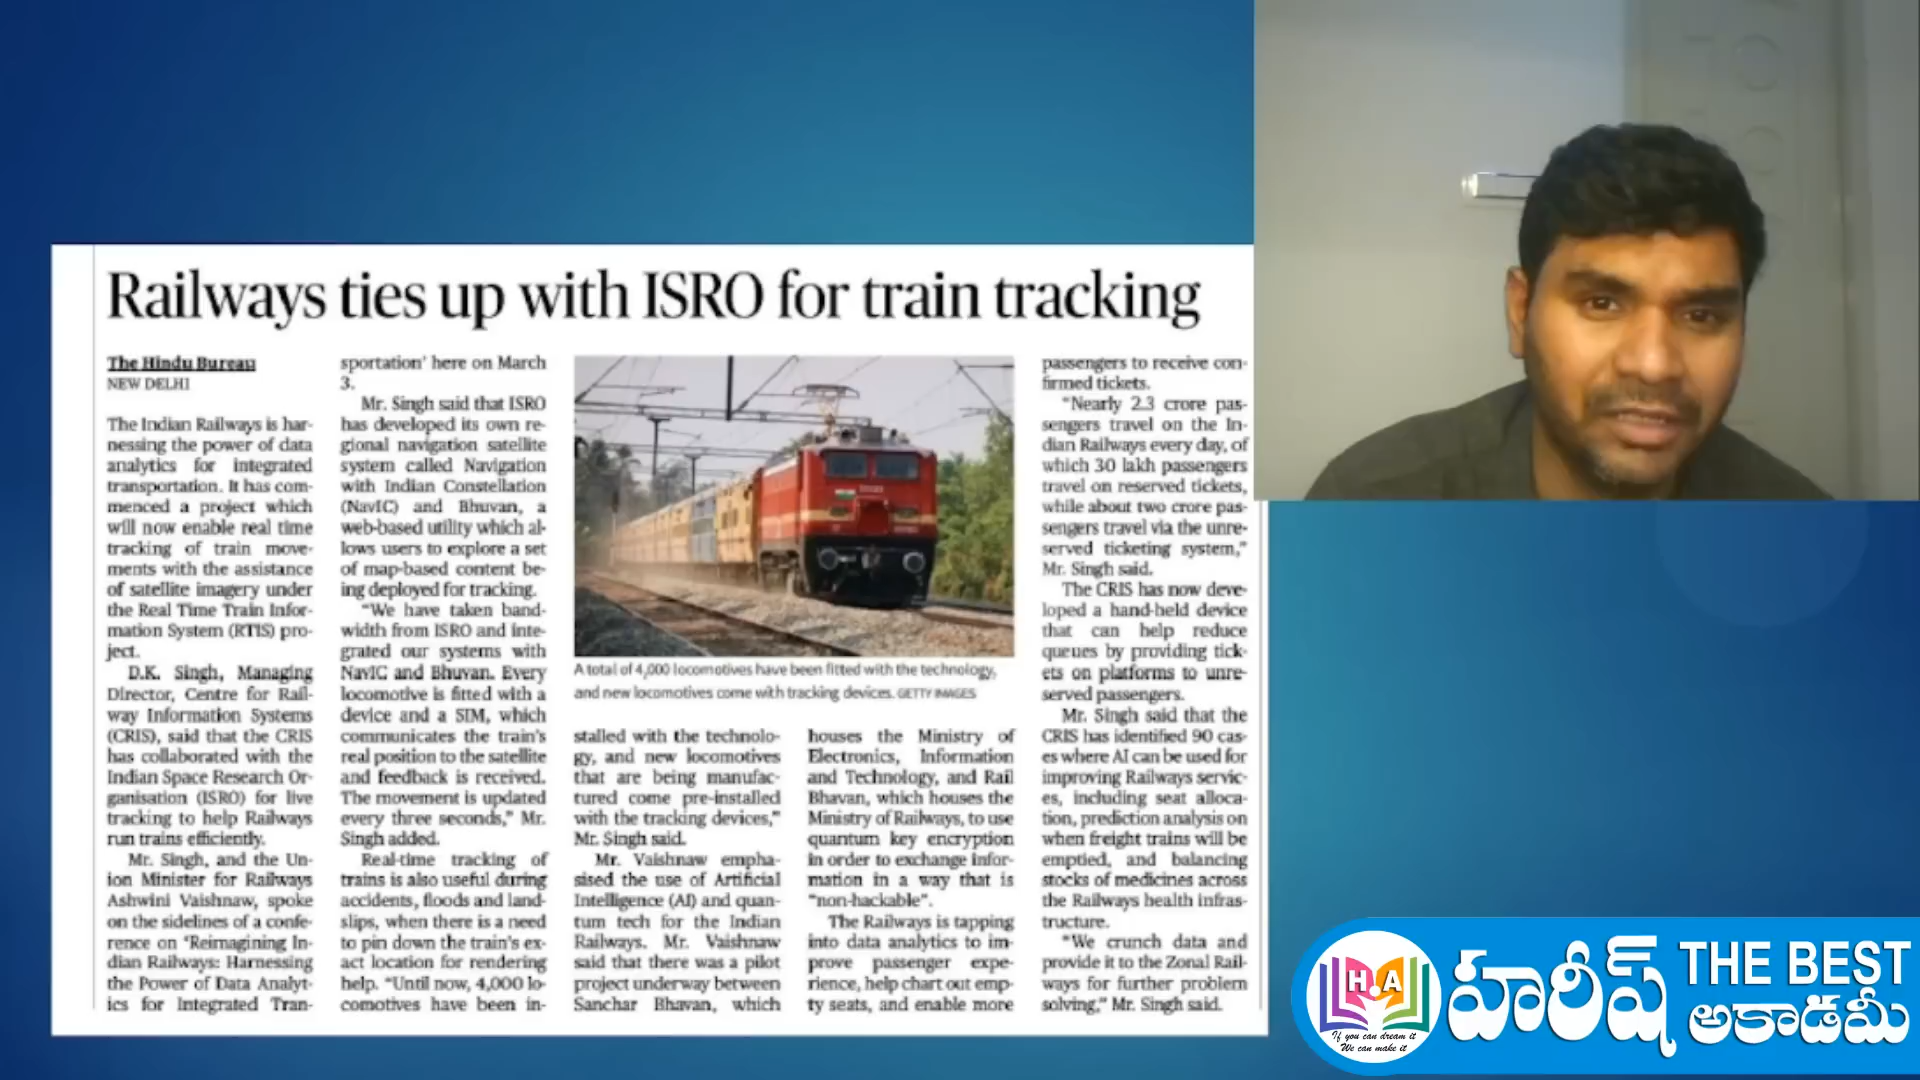 Railways ties up with ISRO for train tracking
The Hindu Bureau
NEW DELHI
The Indian Railways is har-
nessing the power of data
analytics for integrated
transportation. It has com-
menced a project which
will now enable real time
tracking of train move-
ments with the assistance
of satellite imagery under
the Real Time Train Infor-
mation System (RTIS) pro-
ject.
D.K. Singh, Managing
Director, Centre for Rail-
way Information Systems
(CRIS), said that the CRIS
has collaborated with the
Indian Space Research Or-
ganisation (ISRO) for live
tracking to help Railways
run trains efficiently.
Mr. Singh, and the Un-
ion Minister for Railways
Ashwini Vaishnaw, spoke
on the sidelines of a confe-
rence on “Reimagining In-
dian Railways: Harnessing
the Power of Data Analyt-
ics for Integrated Tran-
sportation’ here on March
3.
Mr. Singh said that ISRO
has developed its own re-
gional navigation satellite
system called Navigation
with Indian Constellation
(NavIC) and Bhuvan, a
web-based utility which al-
lows users to explore a set
of map-based content be-
ing deployed for tracking.
“We have taken band-
width from ISRO and inte-
grated our systems with
NavIC and Bhuvan. Every
locomotive is fitted with a
device and a SIM, which
communicates the train’s
real position to the satellite
and feedback is received.
The movement is updated
every three seconds,” Mr.
Singh added.
Real-time tracking of
trains is also useful during
accidents, floods and land-
slips, when there is a need
to pin down the train’s ex-
act location for rendering
help. “Until now, 4,000 lo-
comotives have been in-
A total of 4,000 locomotives have been fitted with the technology,
and new locomotives come with tracking devices. GETTY IMAGES
stalled with the technolo-
gy, and new locomotives
that are being manufac-
tured come pre-installed
with the tracking devices,”
Mr. Singh said.
Mr. Vaishnaw empha-
sised the use of Artificial
Intelligence (AI) and quan-
tum tech for the Indian
Railways. Mr. Vaishnaw
said that there was a pilot
project underway between
Sanchar Bhavan, which
houses the Ministry of
Electronics, Information
and Technology, and Rail
Bhavan, which houses the
Ministry of Railways, to use
quantum key encryption
in order to exchange infor-
mation in a way that is
“non-hackable”.
The Railways is tapping
into data analytics to im-
prove passenger expe-
rience, help chart out emp-
ty seats, and enable more
passengers to receive con-
firmed tickets.
“Nearly 2.3 crore pas-
sengers travel on the In-
dian Railways every day, of
which 30 lakh passengers
travel on reserved tickets,
while about two crore pas-
sengers travel via the unre-
served ticketing system,”
Mr. Singh said.
The CRIS has now deve-
loped a hand-held device
that can help reduce
queues by providing tick-
ets on platforms to unre-
served passengers.
Mr. Singh said that the
CRIS has identified 90 cas-
es where AI can be used for
improving Railways servic-
es, including seat alloca-
tion, prediction analysis on
when freight trains will be
emptied, and balancing
stocks of medicines across
the Railways health infras-
tructure.
“We crunch data and
provide it to the Zonal Rail-
ways for further problem
solving,” Mr. Singh said.
H.A
If you can dream it
We can make it
హరీష్ THE BEST
అకాడమీ